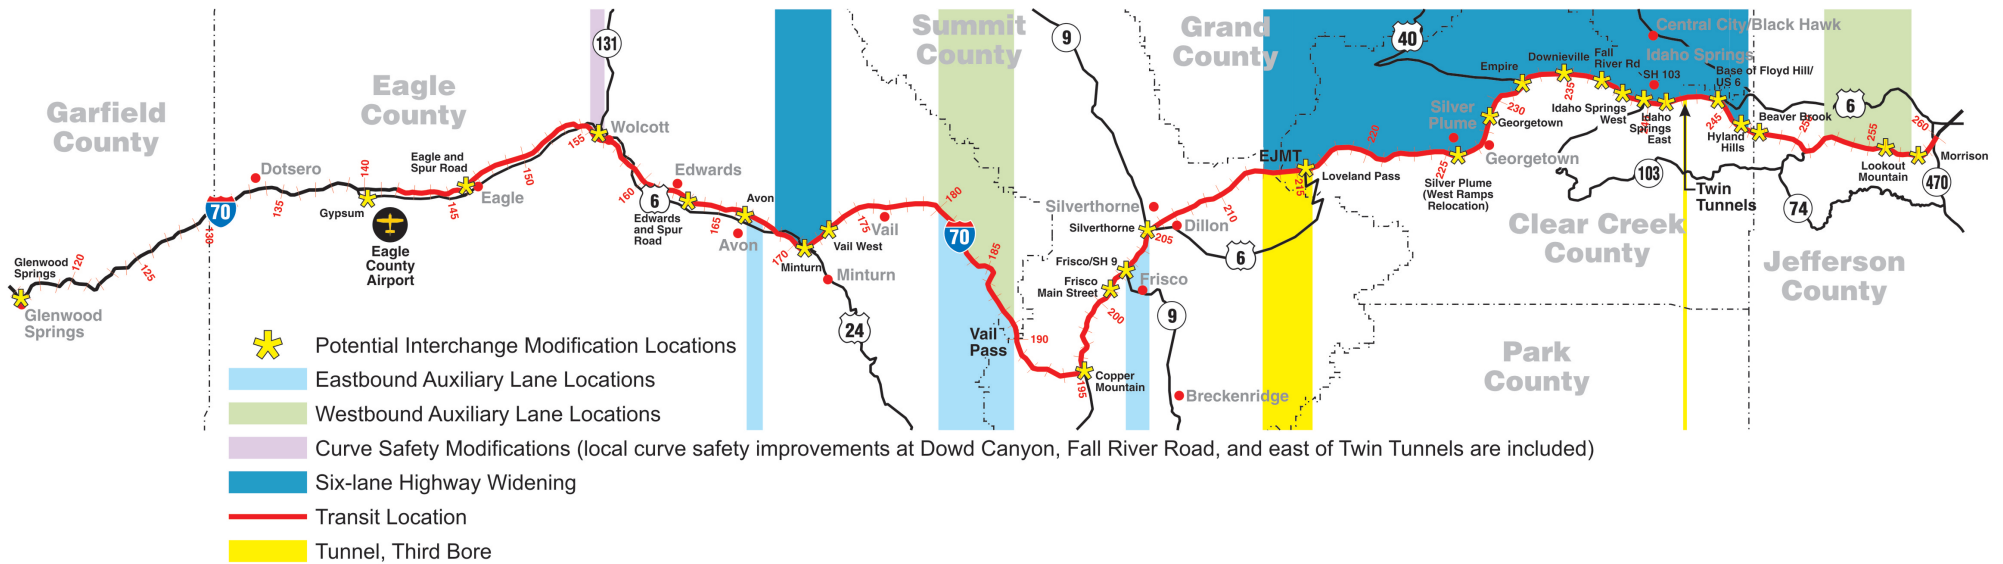 Garfield
County
Eagle
County
Summit
County
Grand
County
Clear Creek
County
Jefferson
County
Park
County
131
9
40
Central City/Black Hawk
Idaho Springs
Downieville
Fall
River Rd
Empire
SH 103
Base of Floyd Hill/
US 6
6
Beaver Brook
Hyland
Hills
Idaho Springs
West
Idaho
Springs
East
Georgetown
Silver
Plume
Georgetown
Silver Plume
(West Ramps
Relocation)
EJMT
Loveland Pass
Lookout
Mountain
Morrison
470
103
74
Twin
Tunnels
Wolcott
Dotsero
Eagle and
Spur Road
Eagle
Gypsum
Eagle
County
Airport
70
Glenwood
Springs
Glenwood
Springs
Edwards
6
Edwards
and Spur
Road
Avon
Avon
Minturn
Minturn
Vail West
Vail
24
70
Vail
Pass
Copper
Mountain
Silverthorne
Silverthorne
Dillon
6
Frisco/SH 9
Frisco
Main Street
Frisco
9
Breckenridge
120
125
130
135
140
145
150
155
160
165
170
175
180
185
190
195
200
205
210
215
220
225
230
235
245
255
260
Potential Interchange Modification Locations
Eastbound Auxiliary Lane Locations
Westbound Auxiliary Lane Locations
Curve Safety Modifications (local curve safety improvements at Dowd Canyon, Fall River Road, and east of Twin Tunnels are included)
Six-lane Highway Widening
Transit Location
Tunnel, Third Bore